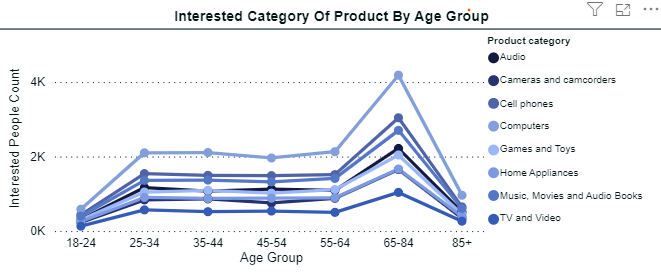 Interested Category Of Product By Age Group
Product category
Audio
Cameras and camcorders
Cell phones
Computers
Games and Toys
Home Appliances
Music, Movies and Audio Books
TV and Video
Interested People Count
4K
2K
0K
18-24 25-34 35-44 45-54 55-64 65-84 85+
Age Group